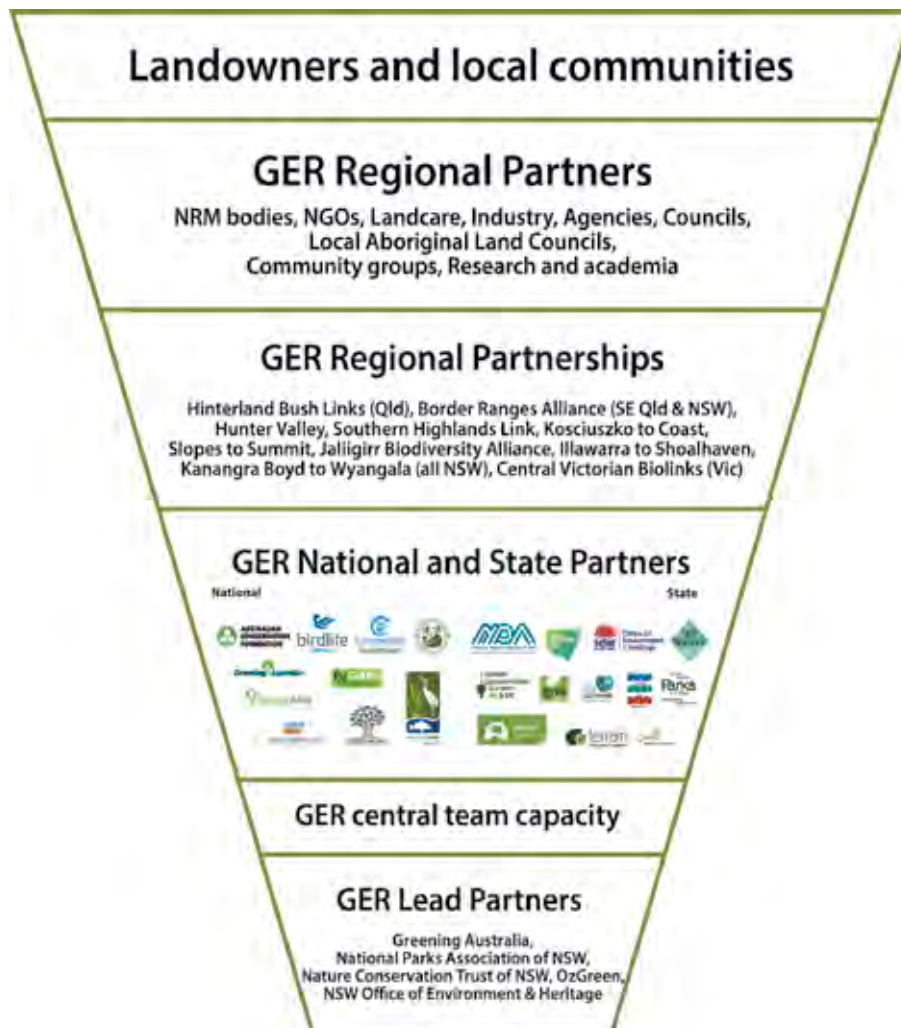 Landowners and local communities
GER Regional Partners
NRM bodies, NGOs, Landcare, Industry, Agencies, Councils,
Local Aboriginal Land Councils,
Community groups, Research and academia
GER Regional Partnerships
Hinterland Bush Links (Qld), Border Ranges Alliance (SE Qld & NSW),
Hunter Valley, Southern Highlands Link, Kosciuszko to Coast,
Slopes to Summit, Jaliigirr Biodiversity Alliance, Illawarra to Shoalhaven,
Kanangra Boyd to Wyangala (all NSW), Central Victorian Biolinks (Vic)
GER National and State Partners
National
State
birdlife
Parks
GER central team capacity
GER Lead Partners
Greening Australia,
National Parks Association of NSW,
Nature Conservation Trust of NSW, OzGreen,
NSW Office of Environment & Heritage